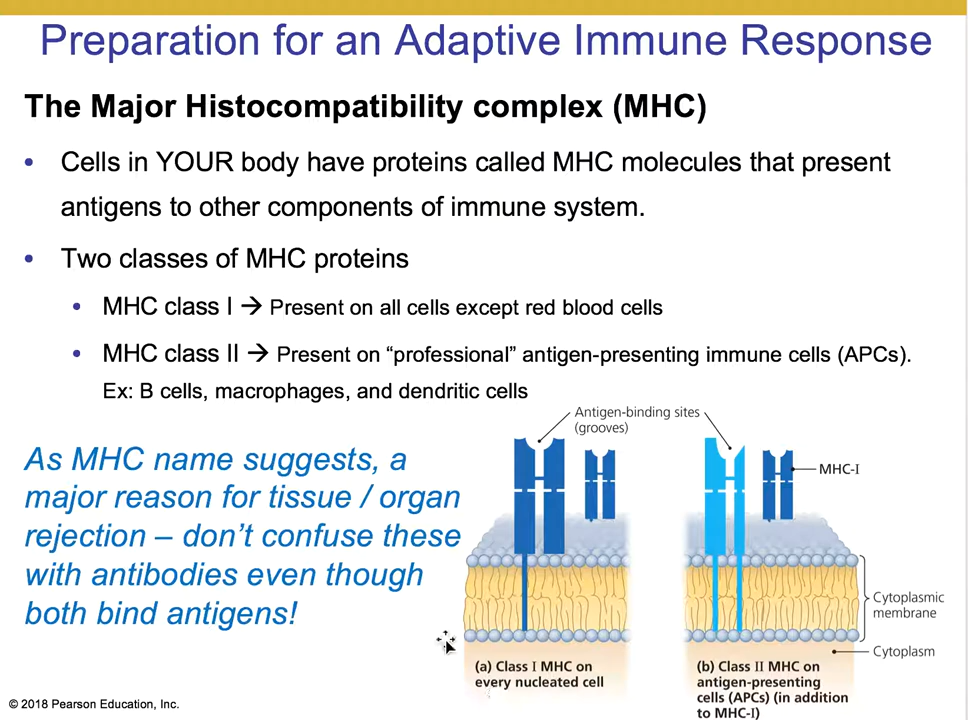 Preparation for an Adaptive Immune Response
The Major Histocompatibility complex (MHC)
• Cells in YOUR body have proteins called MHC molecules that present
antigens to other components of immune system.
• Two classes of MHC proteins
• MHC class I → Present on all cells except red blood cells
• MHC class II → Present on “professional” antigen-presenting immune cells (APCs).
Ex: B cells, macrophages, and dendritic cells
As MHC name suggests, a
major reason for tissue / organ
rejection – don’t confuse these
with antibodies even though
both bind antigens!
Antigen-binding sites
(grooves)
MHC-I
Cytoplasmic
membrane
Cytoplasm
(a) Class I MHC on
every nucleated cell
(b) Class II MHC on
antigen-presenting
cells (APCs) (in addition
to MHC-I)
© 2018 Pearson Education, Inc.